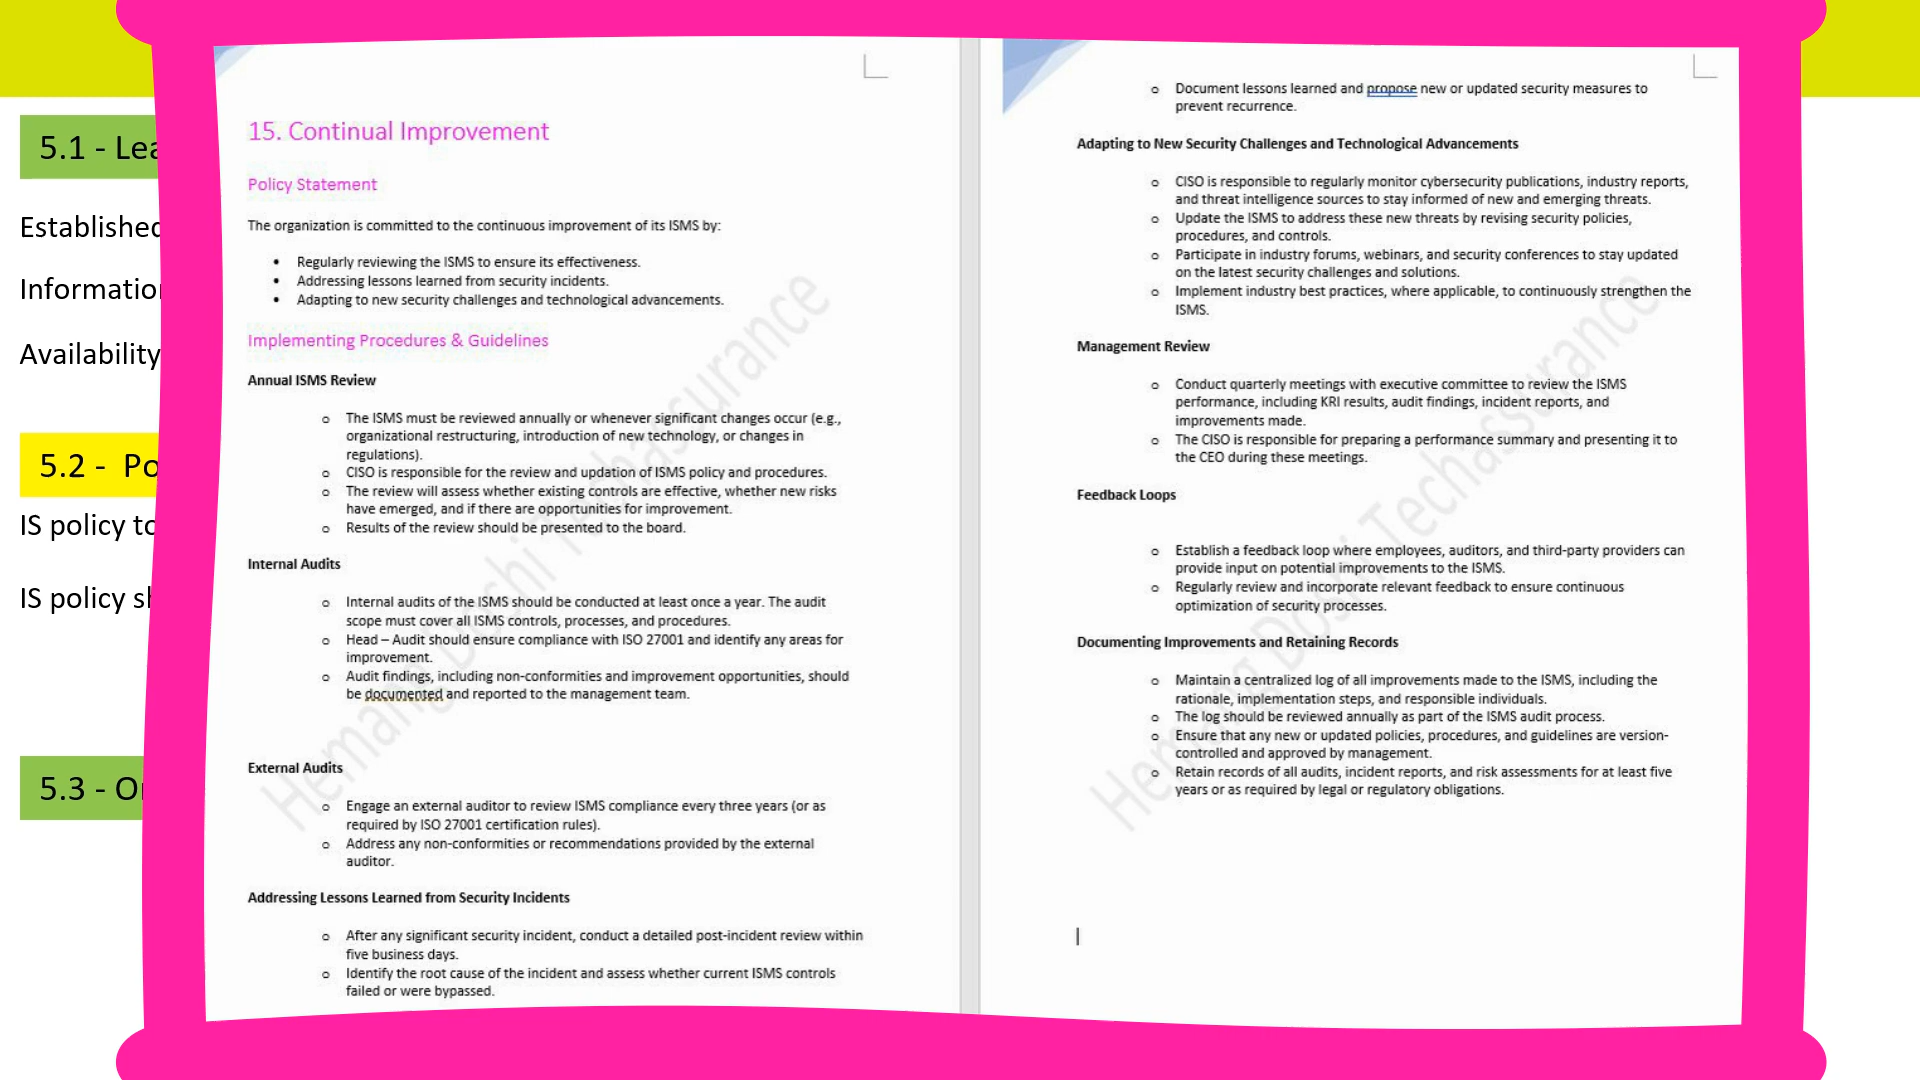 5.1 - Lea
Established
Information
Availability
5.2 - Po
IS policy to
IS policy sh
5.3 - Or
15. Continual Improvement
Policy Statement
The organization is committed to the continuous improvement of its ISMS by:
• Regularly reviewing the ISMS to ensure its effectiveness.
• Addressing lessons learned from security incidents.
• Adapting to new security challenges and technological advancements.
Implementing Procedures & Guidelines
Annual ISMS Review
o The ISMS must be reviewed annually or whenever significant changes occur (e.g.,
organizational restructuring, introduction of new technology, or changes in
regulations).
o CISO is responsible for the review and updation of ISMS policy and procedures.
o The review will assess whether existing controls are effective, whether new risks
have emerged, and if there are opportunities for improvement.
o Results of the review should be presented to the board.
Internal Audits
o Internal audits of the ISMS should be conducted at least once a year. The audit
scope must cover all ISMS controls, processes, and procedures.
o Head – Audit should ensure compliance with ISO 27001 and identify any areas for
improvement.
o Audit findings, including non-conformities and improvement opportunities, should
be documented and reported to the management team.
External Audits
o Engage an external auditor to review ISMS compliance every three years (or as
required by ISO 27001 certification rules).
o Address any non-conformities or recommendations provided by the external
auditor.
Addressing Lessons Learned from Security Incidents
o After any significant security incident, conduct a detailed post-incident review within
five business days.
o Identify the root cause of the incident and assess whether current ISMS controls
failed or were bypassed.
Hemang Doshi Techassurance
o Document lessons learned and propose new or updated security measures to
prevent recurrence.
Adapting to New Security Challenges and Technological Advancements
o CISO is responsible to regularly monitor cybersecurity publications, industry reports,
and threat intelligence sources to stay informed of new and emerging threats.
o Update the ISMS to address these new threats by revising security policies,
procedures, and controls.
o Participate in industry forums, webinars, and security conferences to stay updated
on the latest security challenges and solutions.
o Implement industry best practices, where applicable, to continuously strengthen the
ISMS.
Management Review
o Conduct quarterly meetings with executive committee to review the ISMS
performance, including KRI results, audit findings, incident reports, and
improvements made.
o The CISO is responsible for preparing a performance summary and presenting it to
the CEO during these meetings.
Feedback Loops
o Establish a feedback loop where employees, auditors, and third-party providers can
provide input on potential improvements to the ISMS.
o Regularly review and incorporate relevant feedback to ensure continuous
optimization of security processes.
Documenting Improvements and Retaining Records
o Maintain a centralized log of all improvements made to the ISMS, including the
rationale, implementation steps, and responsible individuals.
o The log should be reviewed annually as part of the ISMS audit process.
o Ensure that any new or updated policies, procedures, and guidelines are version-
controlled and approved by management.
o Retain records of all audits, incident reports, and risk assessments for at least five
years or as required by legal or regulatory obligations.
Hemang Doshi Techassurance